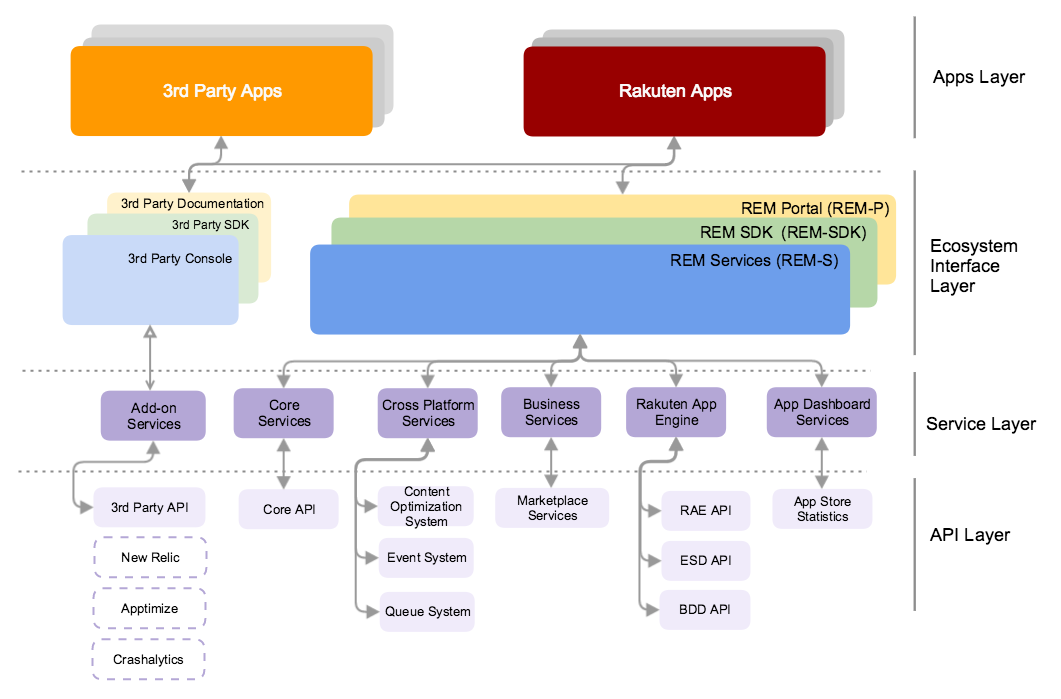 3rd Party Apps
Rakuten Apps
Apps Layer
3rd Party Documentation
3rd Party SDK
3rd Party Console
REM Portal (REM-P)
REM SDK (REM-SDK)
REM Services (REM-S)
Ecosystem
Interface
Layer
Add-on
Services
Core
Services
Cross Platform
Services
Business
Services
Rakuten App
Engine
App Dashboard
Services
Service Layer
3rd Party API
New Relic
Apptimize
Crashalytics
Core API
Content
Optimization
System
Event System
Queue System
Marketplace
Services
RAE API
ESD API
BDD API
App Store
Statistics
API Layer